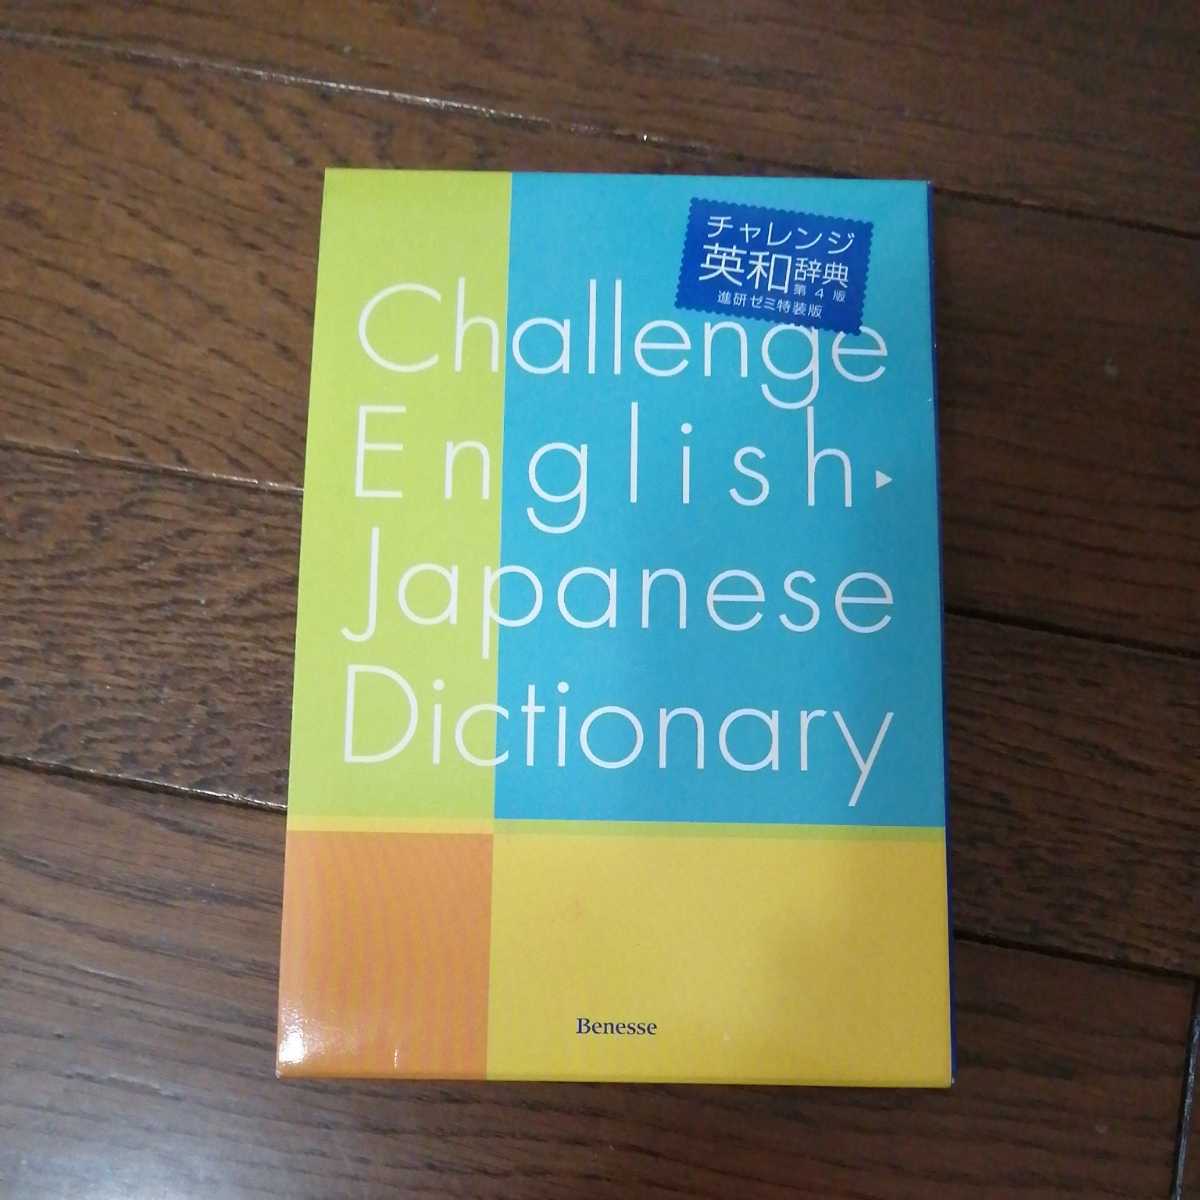 チャレンジ
英和辞典
第4版
進研ゼミ特装版
Challenge
English-
Japanese
Dictionary
Benesse